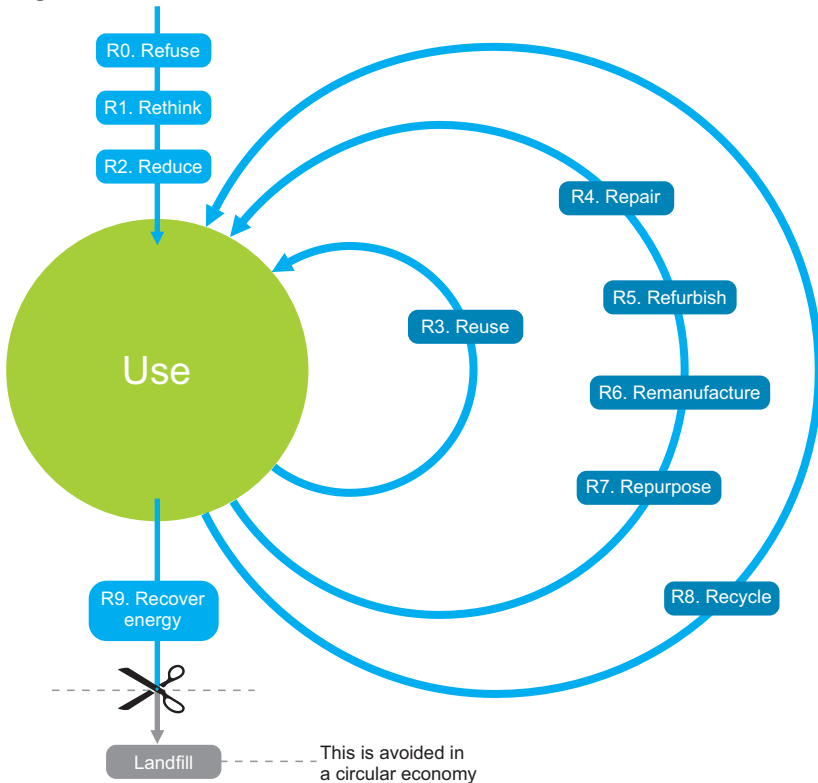 R0. Refuse
R1. Rethink
R2. Reduce
Use
R3. Reuse
R4. Repair
R5. Refurbish
R6. Remanufacture
R7. Repurpose
R8. Recycle
R9. Recover
energy
Landfill
This is avoided in
a circular economy